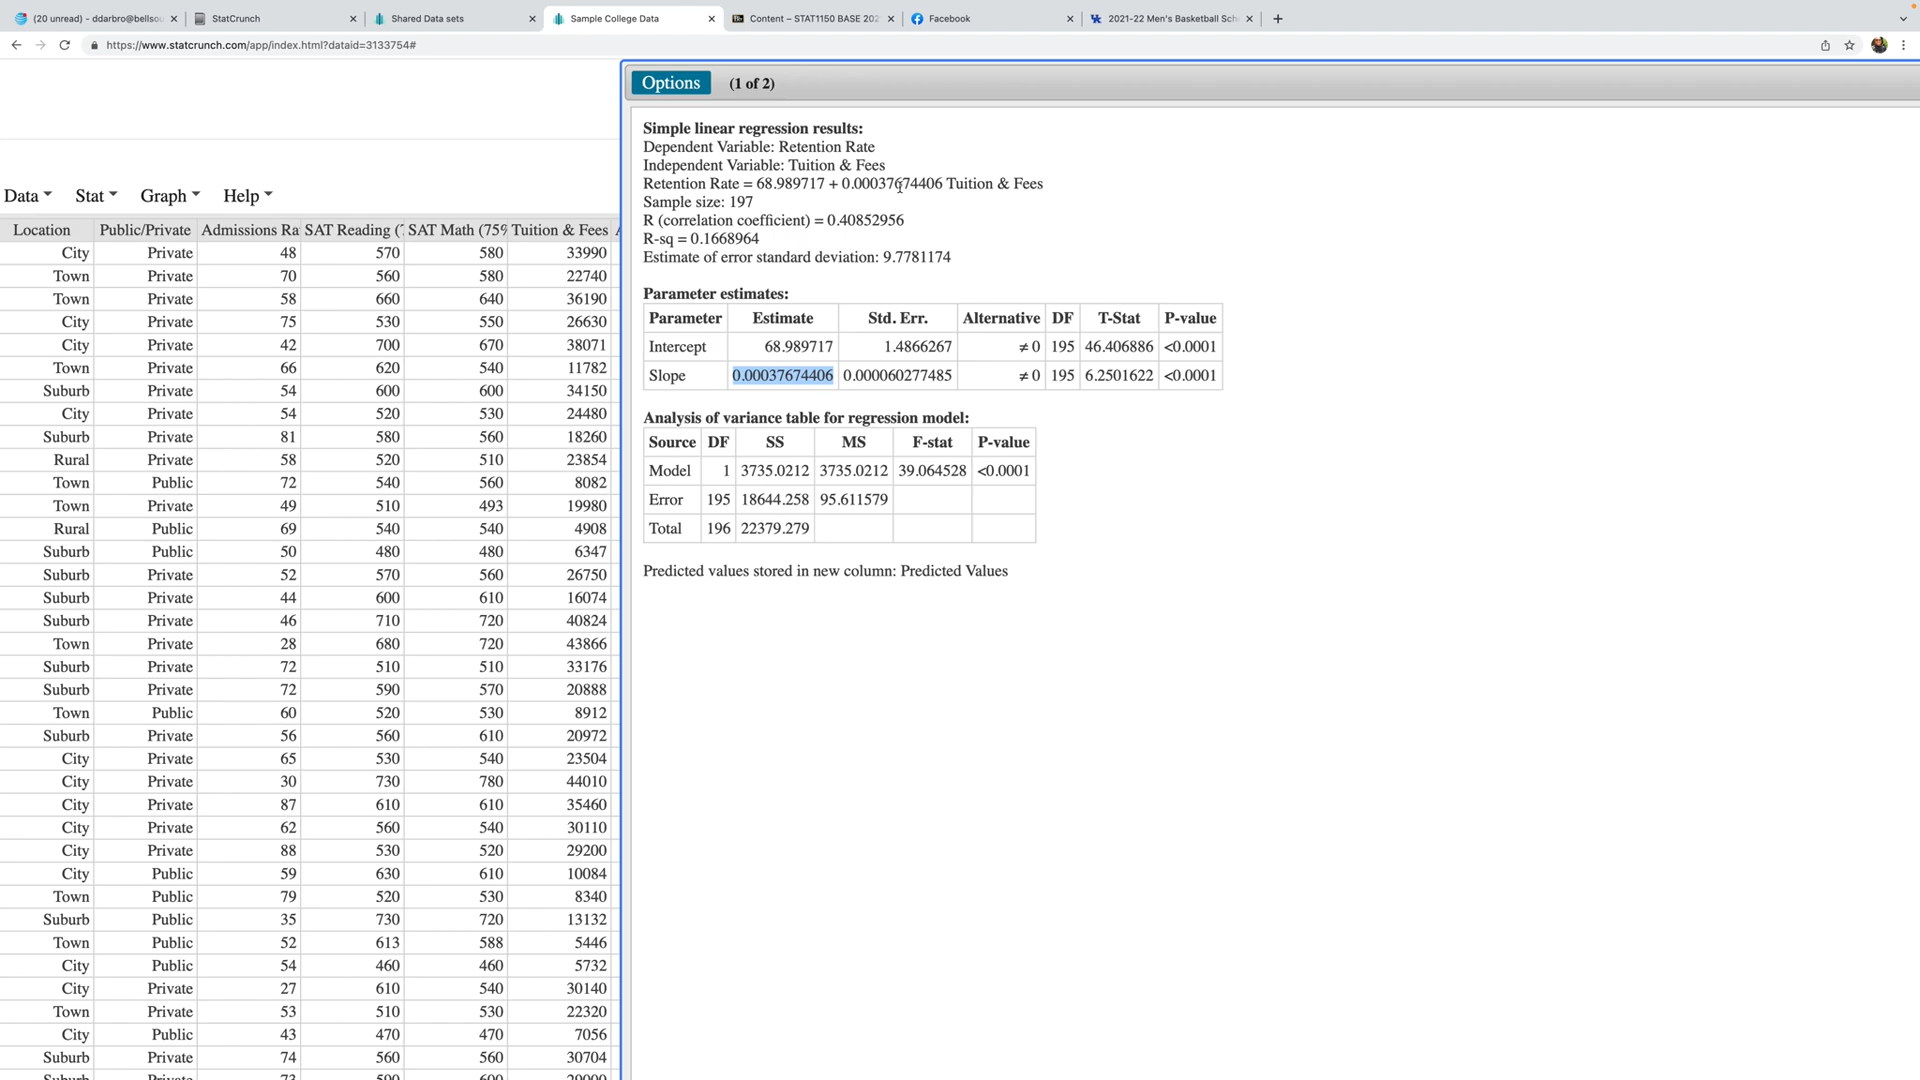 (20 unread) - ddarbro@bellsou
StatCrunch
Shared Data sets
Sample College Data
Content – STAT1150 BASE 202
Facebook
2021-22 Men's Basketball Sch
https://www.statcrunch.com/app/index.html?dataid=3133754#
Options (1 of 2)
Data Stat Graph Help
Simple linear regression results:
Dependent Variable: Retention Rate
Independent Variable: Tuition & Fees
Retention Rate = 68.989717 + 0.00037674406 Tuition & Fees
Sample size: 197
R (correlation coefficient) = 0.40852956
R-sq = 0.1668964
Estimate of error standard deviation: 9.7781174
Parameter estimates:
Parameter Estimate Std. Err. Alternative DF T-Stat P-value
Intercept 68.989717 1.4866267 ≠ 0 195 46.406886 <0.0001
Slope 0.00037674406 0.000060277485 ≠ 0 195 6.2501622 <0.0001
Analysis of variance table for regression model:
Source DF SS MS F-stat P-value
Model 1 3735.0212 3735.0212 39.064528 <0.0001
Error 195 18644.258 95.611579
Total 196 22379.279
Predicted values stored in new column: Predicted Values
Location Public/Private Admissions Ra SAT Reading (7 SAT Math (75% Tuition & Fees
City Private 48 570 580 33990
Town Private 70 560 580 22740
Town Private 58 660 640 36190
City Private 75 530 550 26630
City Private 42 700 670 38071
Town Private 66 620 540 11782
Suburb Private 54 600 600 34150
City Private 54 520 530 24480
Suburb Private 81 580 560 18260
Rural Private 58 520 510 23854
Town Public 72 540 560 8082
Town Private 49 510 493 19980
Rural Public 69 540 540 4908
Suburb Public 50 480 480 6347
Suburb Private 52 570 560 26750
Suburb Private 44 600 610 16074
Suburb Private 46 710 720 40824
Town Private 28 680 720 43866
Suburb Private 72 510 510 33176
Suburb Private 72 590 570 20888
Town Public 60 520 530 8912
Suburb Private 56 560 610 20972
City Private 65 530 540 23504
City Private 30 730 780 44010
City Private 87 610 610 35460
City Private 62 560 540 30110
City Private 88 530 520 29200
City Public 59 630 610 10084
Town Public 79 520 530 8340
Suburb Public 35 730 720 13132
Town Public 52 613 588 5446
City Public 54 460 460 5732
City Private 27 610 540 30140
Town Private 53 510 530 22320
City Public 43 470 470 7056
Suburb Private 74 560 560 30704
Suburb Private 73 590 600 29000